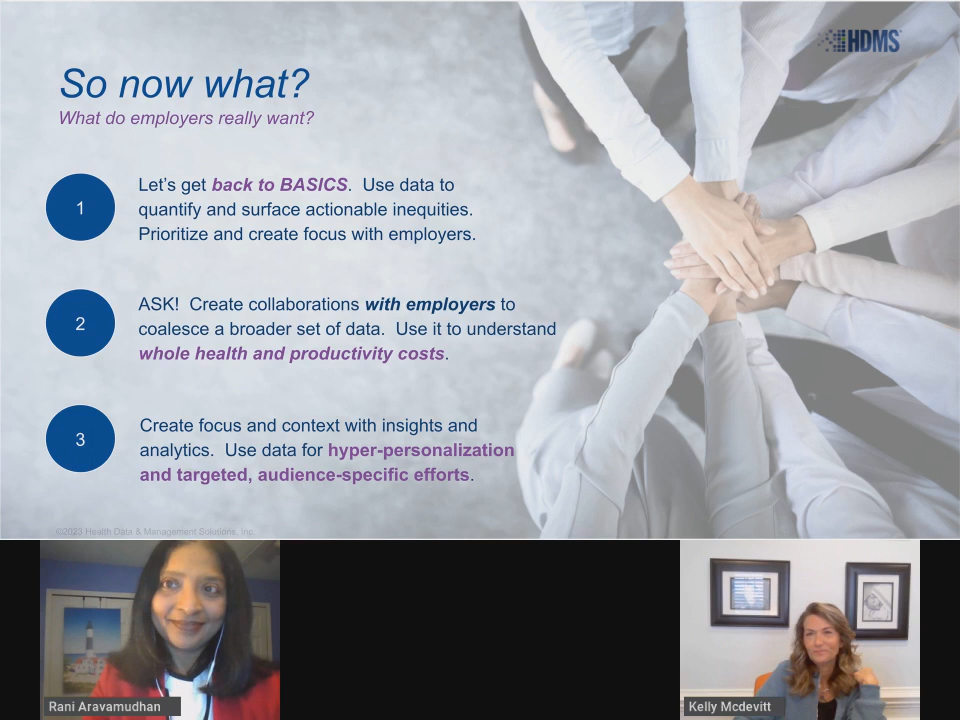 HDMS
So now what?
What do employers really want?
1
Let's get back to BASICS. Use data to
quantify and surface actionable inequities.
Prioritize and create focus with employers.
2
ASK! Create collaborations with employers to
coalesce a broader set of data. Use it to understand
whole health and productivity costs.
3
Create focus and context with insights and
analytics. Use data for hyper-personalization
and targeted, audience-specific efforts.
©2023 Health Data & Management Solutions, Inc.
Rani Aravamudhan
Kelly Mcdevitt